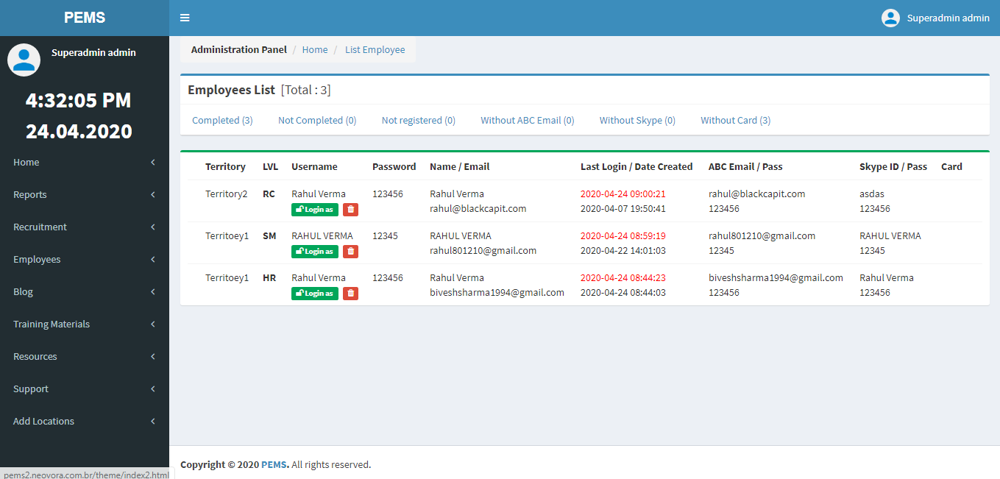 PEMS
Superadmin admin
Superadmin admin
4:32:05 PM
24.04.2020
Home
Reports
Recruitment
Employees
Blog
Training Materials
Resources
Support
Add Locations
Administration Panel / Home / List Employee
Employees List [Total : 3]
Completed (3) Not Completed (0) Not registered (0) Without ABC Email (0) Without Skype (0) Without Card (3)
Territory LVL Username Password Name / Email Last Login / Date Created ABC Email / Pass Skype ID / Pass Card
Territory2 RC Rahul Verma 123456 Rahul Verma 2020-04-24 09:00:21 rahul@blackcapit.com asdas
Login as rahul@blackcapit.com 2020-04-07 19:50:41 123456 123456
Territoey1 SM RAHUL VERMA 12345 RAHUL VERMA 2020-04-24 08:59:19 rahul801210@gmail.com RAHUL VERMA
Login as rahul801210@gmail.com 2020-04-22 14:01:03 12345 12345
Territoey1 HR Rahul Verma 123456 Rahul Verma 2020-04-24 08:44:23 biveshsharma1994@gmail.com Rahul Verma
Login as biveshsharma1994@gmail.com 2020-04-24 08:44:03 123456 123456
Copyright © 2020 PEMS. All rights reserved.
pems2.neovora.com.br/theme/index2.html